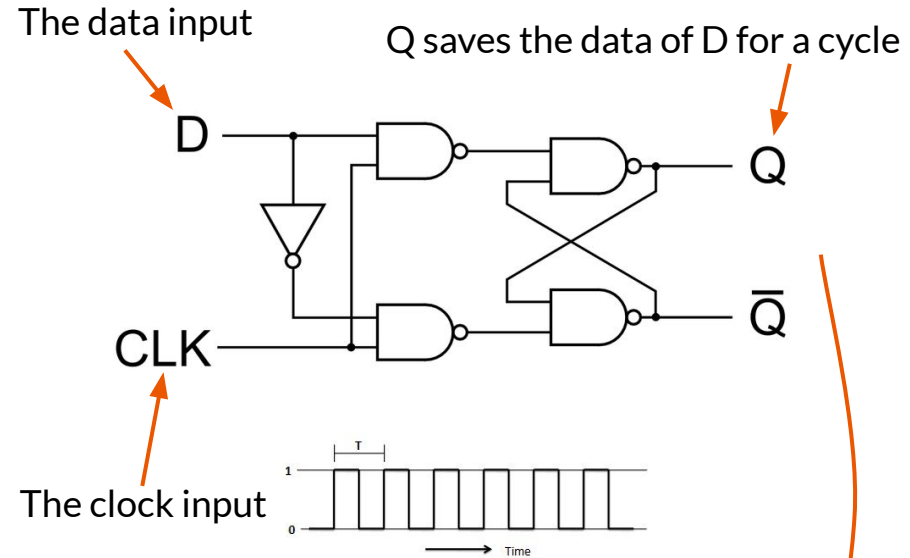 The data input
Q saves the data of D for a cycle
D
Q
CLK
Q̅
T
1
The clock input
0
Time